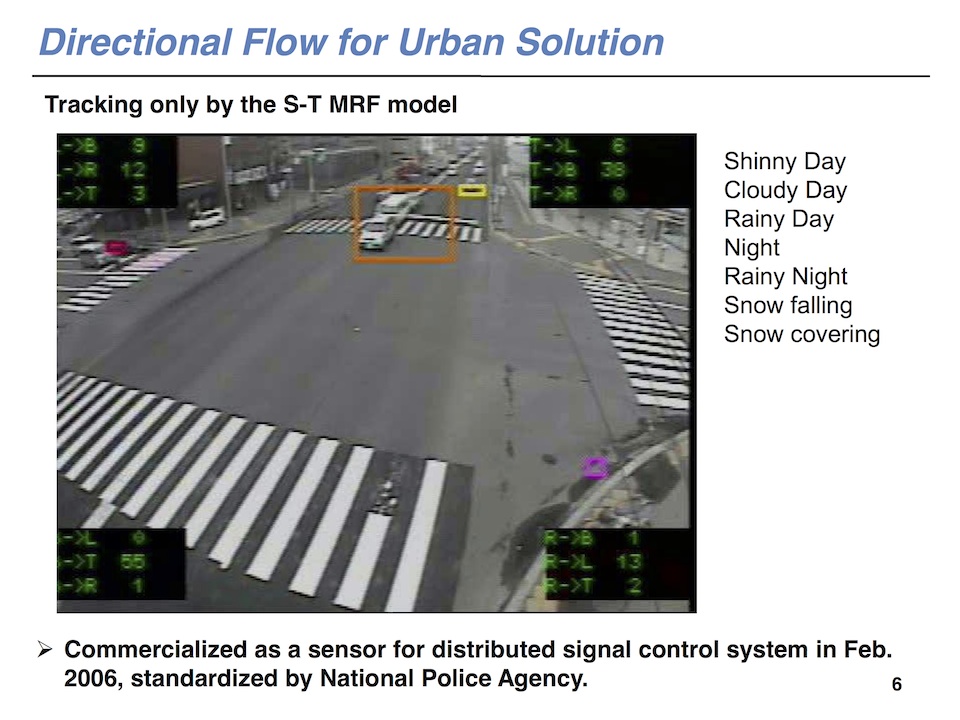 Directional Flow for Urban Solution
Tracking only by the S-T MRF model
->B 9
->R 12
->T 3
T->L 6
T->B 38
T->R 0
Shinny Day
Cloudy Day
Rainy Day
Night
Rainy Night
Snow falling
Snow covering
->L 0
->T 55
->R 1
R->B 1
R->L 13
R->T 2
➢ Commercialized as a sensor for distributed signal control system in Feb.
2006, standardized by National Police Agency.
6